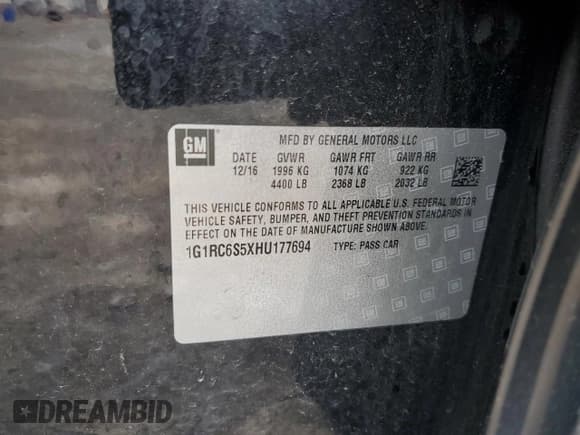 GM
MFD BY GENERAL MOTORS LLC
DATE GVWR GAWR FRT GAWR RR
12/16 1996 KG 1074 KG 922 KG
4400 LB 2368 LB 2032 LB
THIS VEHICLE CONFORMS TO ALL APPLICABLE U.S. FEDERAL MOTOR
VEHICLE SAFETY, BUMPER, AND THEFT PREVENTION STANDARDS IN
EFFECT ON THE DATE OF MANUFACTURE SHOWN ABOVE.
1G1RC6S5XHU177694 TYPE: PASS CAR
DREAMBID